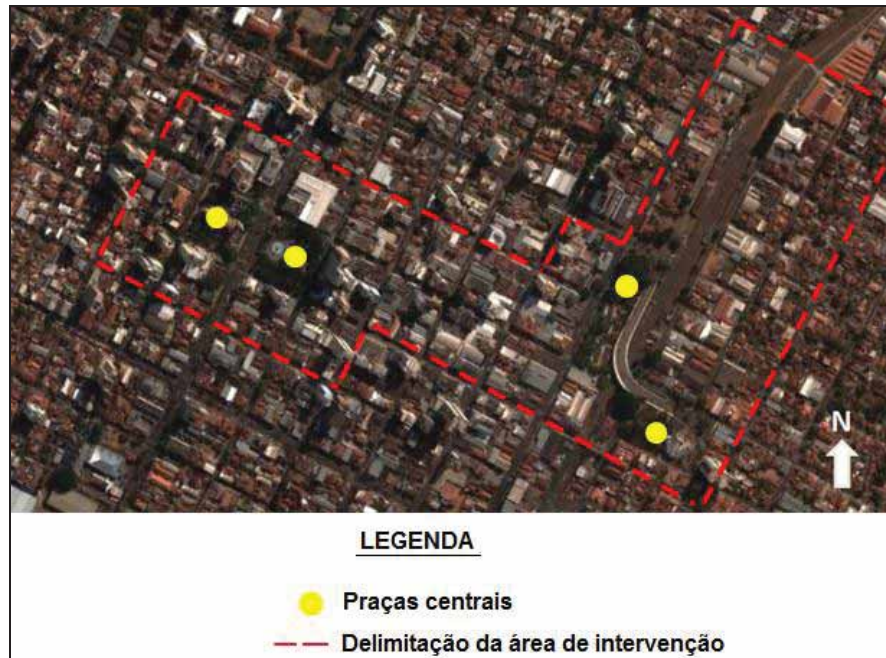 N
LEGENDA
Praças centrais
Delimitação da área de intervenção